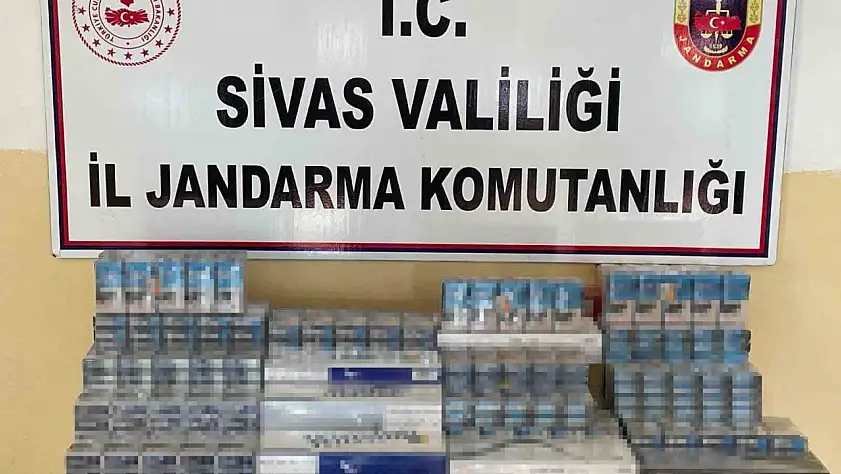 T.C.
SİVAS VALİLİĞİ
İL JANDARMA KOMUTANLIĞI
JANDARMA